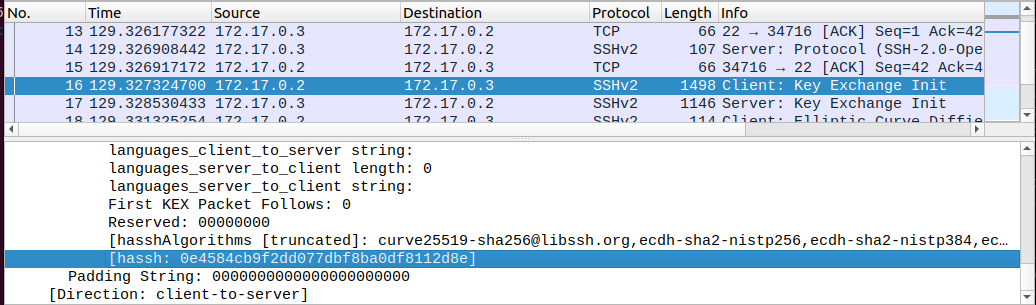 No. Time Source Destination Protocol Length Info
13 129.326177322 172.17.0.3 172.17.0.2 TCP 66 22 → 34716 [ACK] Seq=1 Ack=42
14 129.326908442 172.17.0.3 172.17.0.2 SSHv2 107 Server: Protocol (SSH-2.0-Ope
15 129.326917172 172.17.0.2 172.17.0.3 TCP 66 34716 → 22 [ACK] Seq=42 Ack=4
16 129.327324700 172.17.0.2 172.17.0.3 SSHv2 1498 Client: Key Exchange Init
17 129.328530433 172.17.0.3 172.17.0.2 SSHv2 1146 Server: Key Exchange Init
18 129.331325254 172.17.0.2 172.17.0.3 SSHv2 114 Client: Elliptic Curve Diffie
languages_client_to_server string:
languages_server_to_client length: 0
languages_server_to_client string:
First KEX Packet Follows: 0
Reserved: 00000000
[hasshAlgorithms [truncated]: curve25519-sha256@libssh.org,ecdh-sha2-nistp256,ecdh-sha2-nistp384,ec…
[hassh: 0e4584cb9f2dd077dbf8ba0df8112d8e]
Padding String: 00000000000000000000
[Direction: client-to-server]